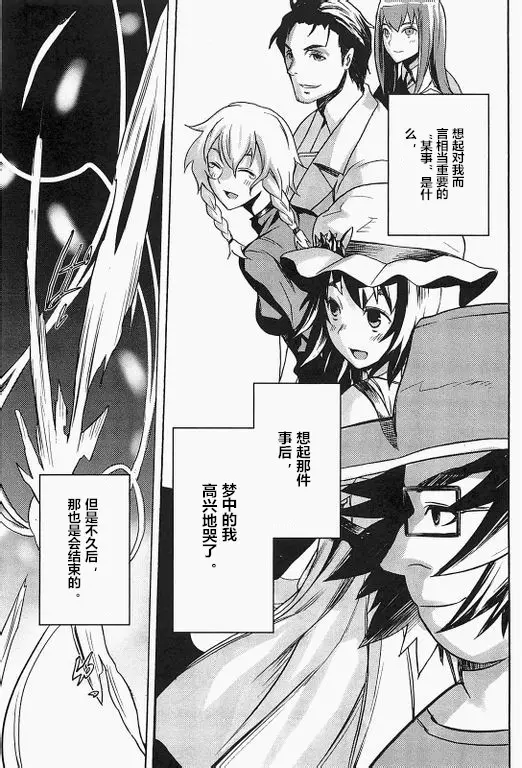 想起对我而
言相当重要的
“某事”是什
么，
想起那件
事后，
梦中的我
高兴地哭了。
但是不久后，
那也是会结束的。